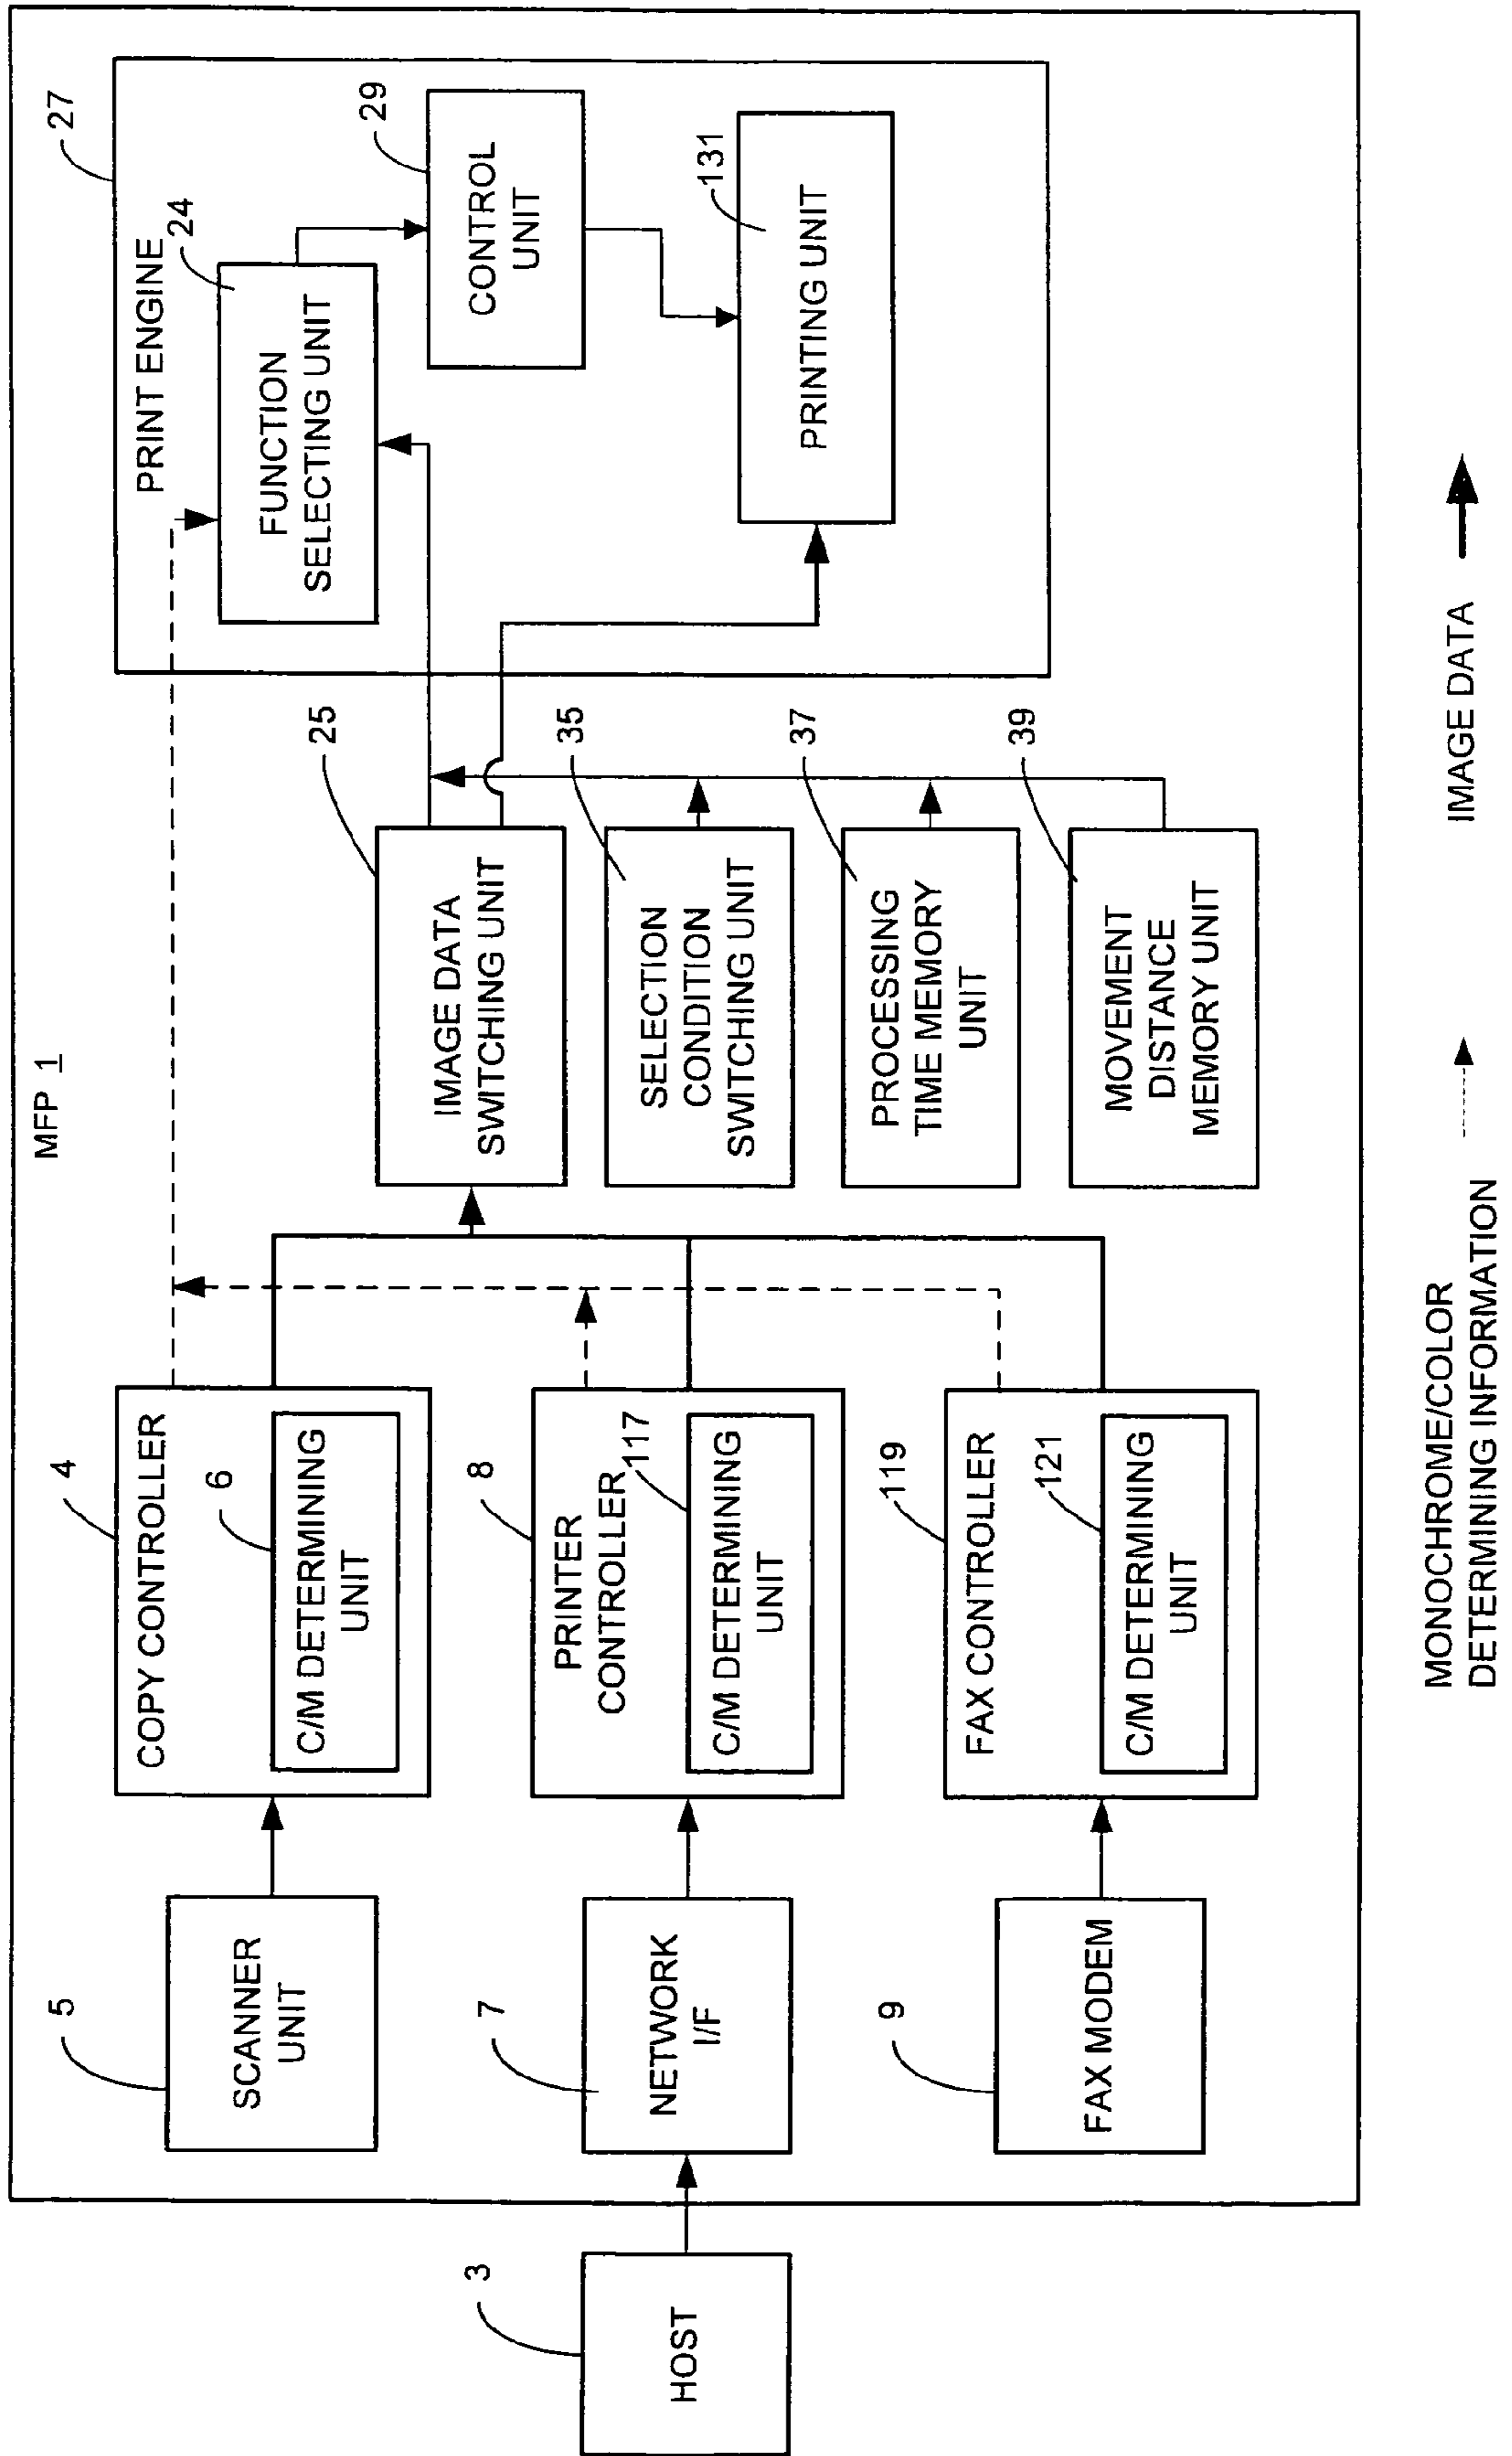 MFP 1
3
HOST
5
SCANNER
UNIT
7
NETWORK
I/F
9
FAX MODEM
4
COPY CONTROLLER
6
C/M DETERMINING
UNIT
8
PRINTER
CONTROLLER
117
C/M DETERMINING
UNIT
119
FAX CONTROLLER
121
C/M DETERMINING
UNIT
25
IMAGE DATA
SWITCHING UNIT
35
SELECTION
CONDITION
SWITCHING UNIT
37
PROCESSING
TIME MEMORY
UNIT
39
MOVEMENT
DISTANCE
MEMORY UNIT
27
PRINT ENGINE
24
FUNCTION
SELECTING UNIT
29
CONTROL
UNIT
131
PRINTING UNIT
MONOCHROME/COLOR
DETERMINING INFORMATION
IMAGE DATA